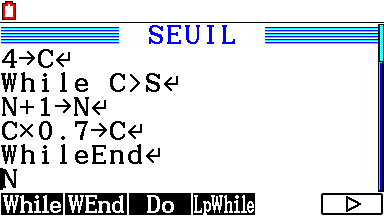 SEUIL
4→C↵
While C>S↵
N+1→N↵
C×0.7→C↵
WhileEnd↵
N
While WEnd Do LpWhile ▷